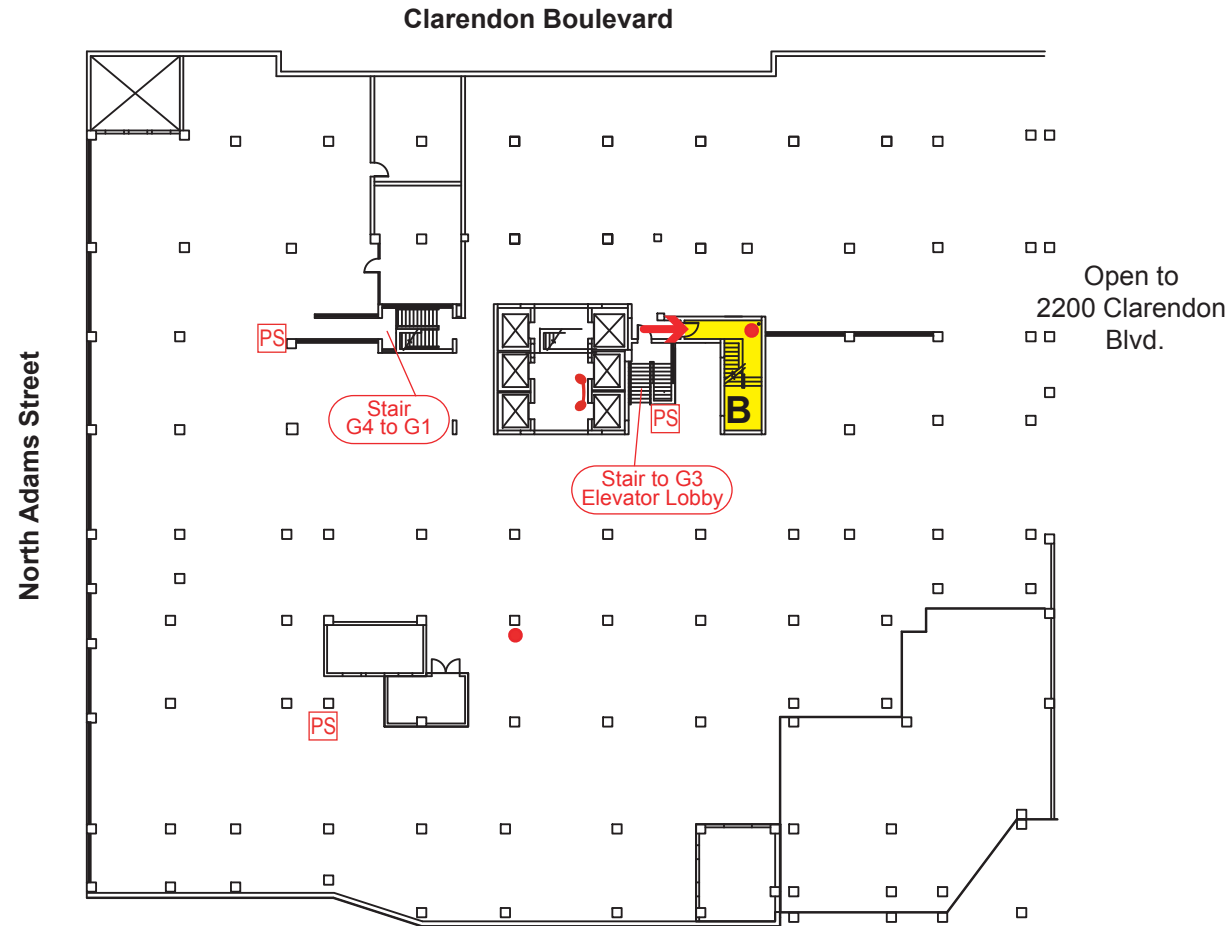 Clarendon Boulevard
Open to
2200 Clarendon
Blvd.
PS
North Adams Street
Stair
G4 to G1
B
PS
Stair to G3
Elevator Lobby
PS